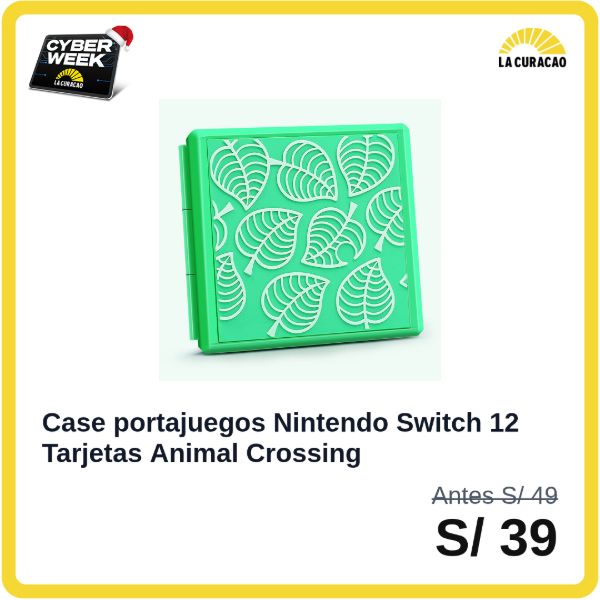 CYBER
WEEK
LA CURACAO
LA CURACAO
Case portajuegos Nintendo Switch 12
Tarjetas Animal Crossing
Antes S/ 49
S/ 39